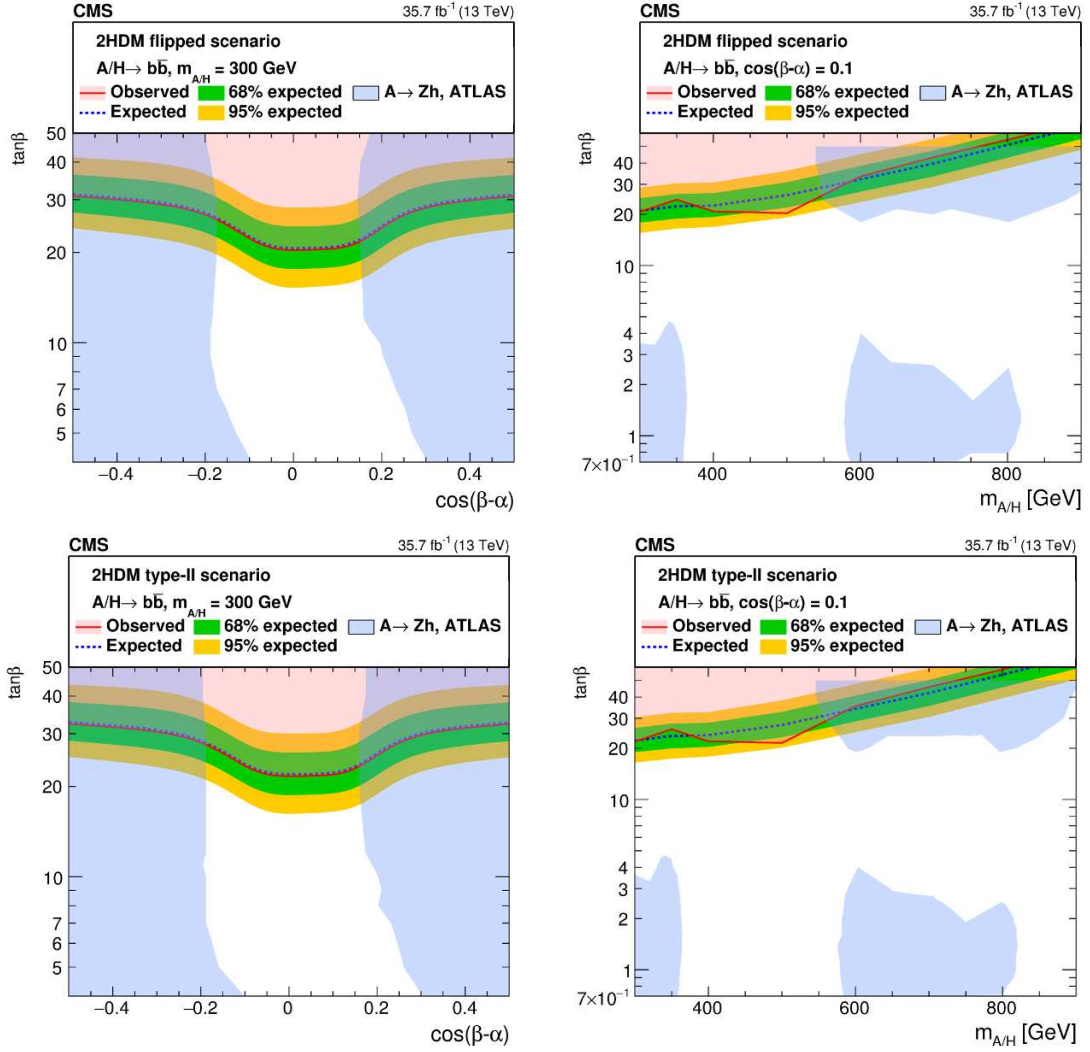 CMS 35.7 fb⁻¹ (13 TeV)
2HDM flipped scenario
A/H→ bb̅, m_A/H = 300 GeV
Observed 68% expected A→ Zh, ATLAS
Expected 95% expected
tanβ
50
40
30
20
10
7
6
5
−0.4 −0.2 0 0.2 0.4
cos(β-α)
CMS 35.7 fb⁻¹ (13 TeV)
2HDM flipped scenario
A/H→ bb̅, cos(β-α) = 0.1
Observed 68% expected A→ Zh, ATLAS
Expected 95% expected
tanβ
40
30
20
10
4
3
2
1
7×10⁻¹
400 600 800
m_A/H [GeV]
CMS 35.7 fb⁻¹ (13 TeV)
2HDM type-II scenario
A/H→ bb̅, m_A/H = 300 GeV
Observed 68% expected A→ Zh, ATLAS
Expected 95% expected
tanβ
50
40
30
20
10
7
6
5
−0.4 −0.2 0 0.2 0.4
cos(β-α)
CMS 35.7 fb⁻¹ (13 TeV)
2HDM type-II scenario
A/H→ bb̅, cos(β-α) = 0.1
Observed 68% expected A→ Zh, ATLAS
Expected 95% expected
tanβ
40
30
20
10
4
3
2
1
7×10⁻¹
400 600 800
m_A/H [GeV]